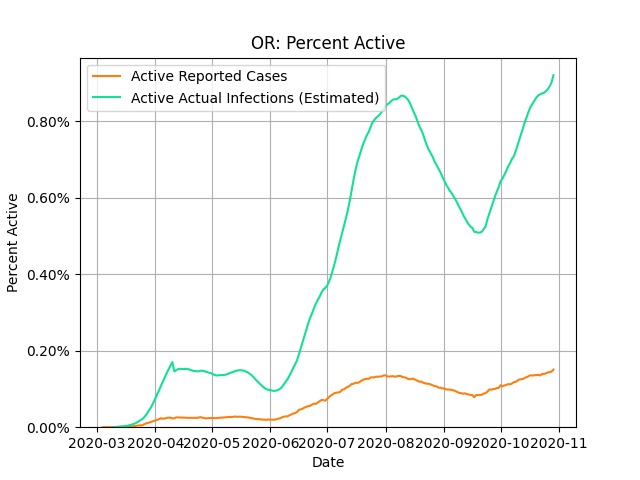 OR: Percent Active
Active Reported Cases
Active Actual Infections (Estimated)
Percent Active
0.80%
0.60%
0.40%
0.20%
0.00%
2020-03 2020-04 2020-05 2020-06 2020-07 2020-08 2020-09 2020-10 2020-11
Date